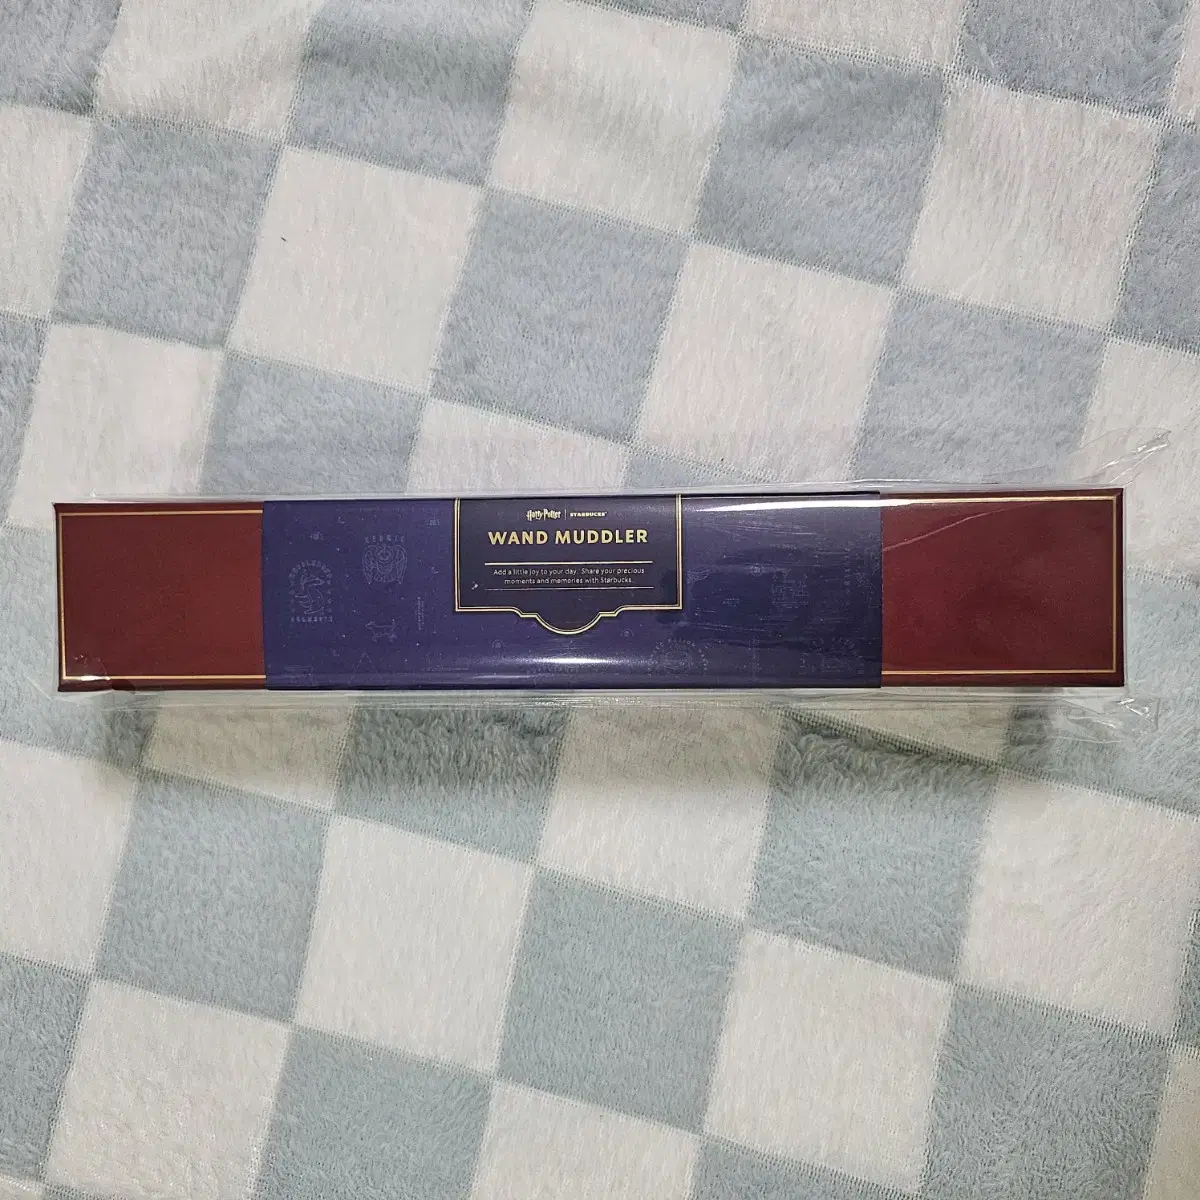 Harry Potter | STARBUCKS
WAND MUDDLER
Add a little joy to your day. Share your precious
moments and memories with Starbucks.